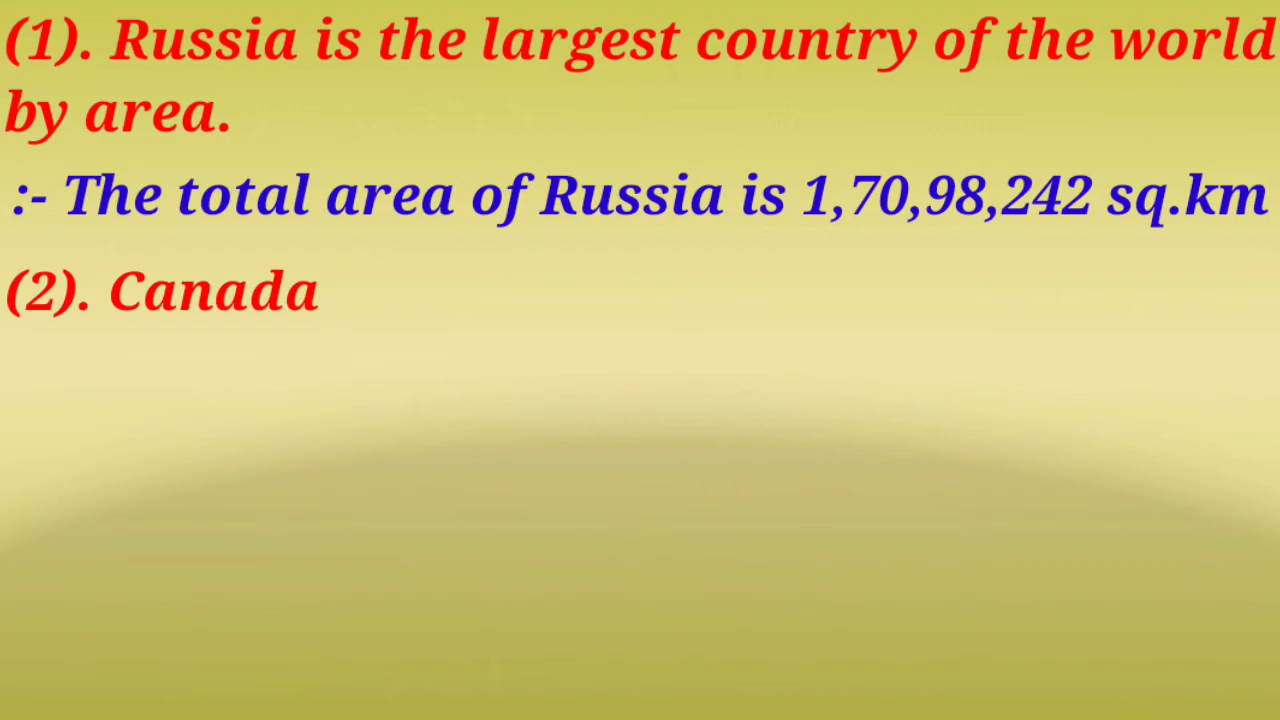 (1). Russia is the largest country of the world
by area.
:- The total area of Russia is 1,70,98,242 sq.km
(2). Canada